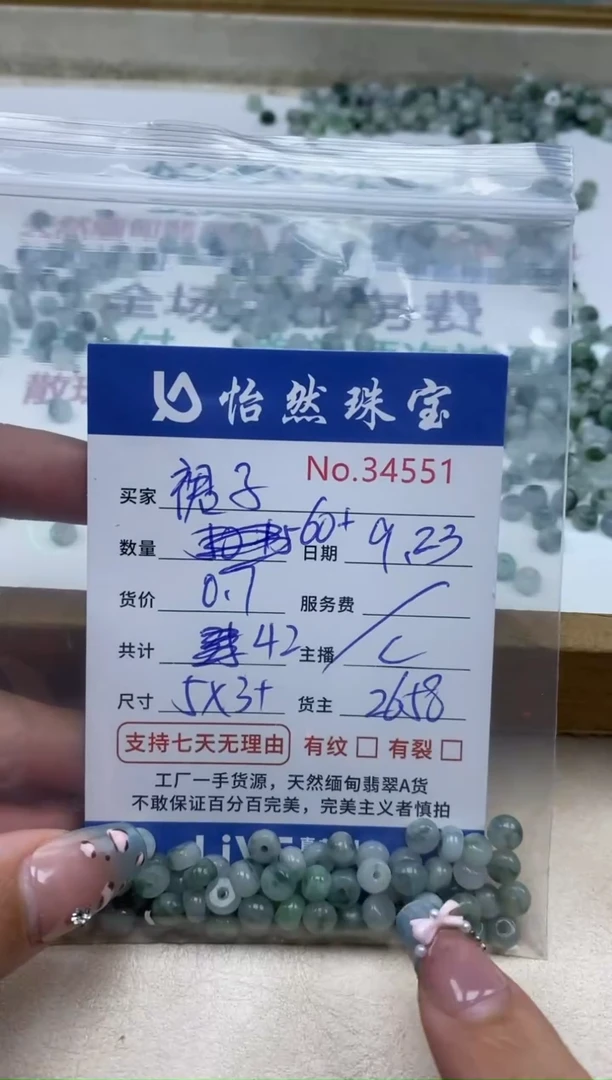 怡然珠宝
No.34551
买家 裙子
数量 60+ 日期 9.23
货价 0.7 服务费 /
共计 42 主播 C
尺寸 5X3+ 货主 2658
支持七天无理由 有纹 □ 有裂 □
工厂一手货源，天然缅甸翡翠A货
不敢保证百分百完美，完美主义者慎拍